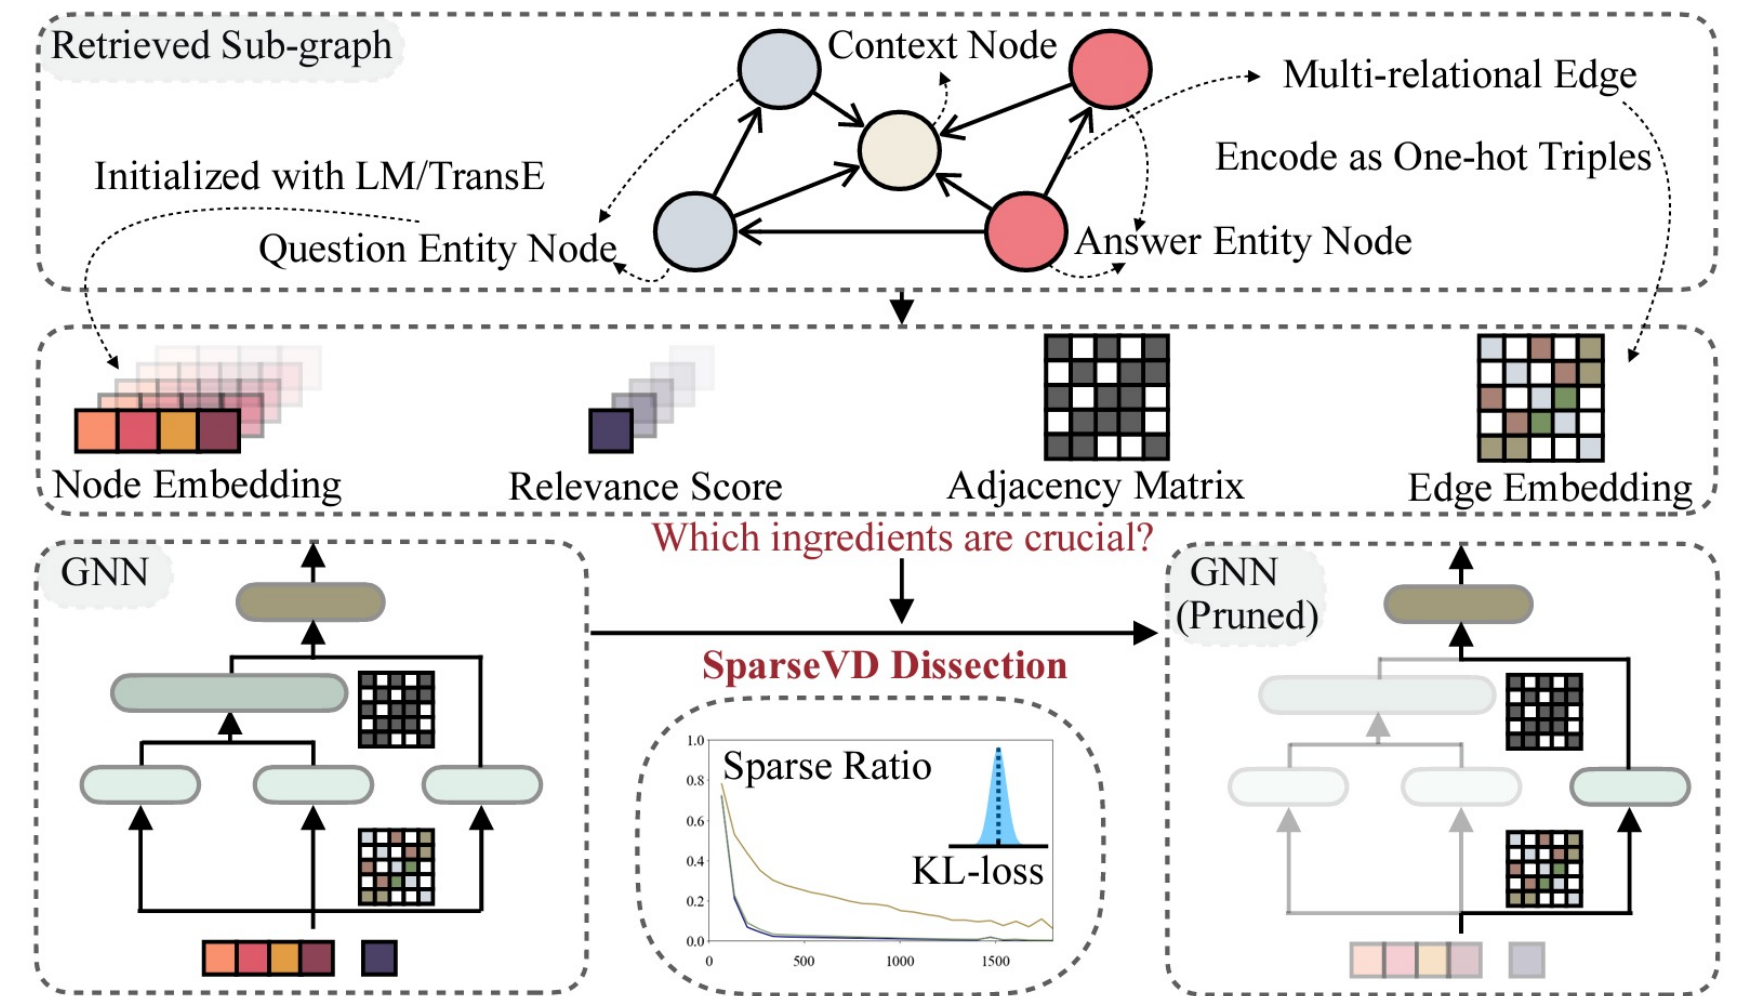 Retrieved Sub-graph
Context Node
Multi-relational Edge
Encode as One-hot Triples
Initialized with LM/TransE
Question Entity Node
Answer Entity Node
Node Embedding
Relevance Score
Adjacency Matrix
Edge Embedding
Which ingredients are crucial?
GNN
GNN
(Pruned)
SparseVD Dissection
Sparse Ratio
KL-loss
1.0
0.8
0.6
0.4
0.2
0.0
0
500
1000
1500